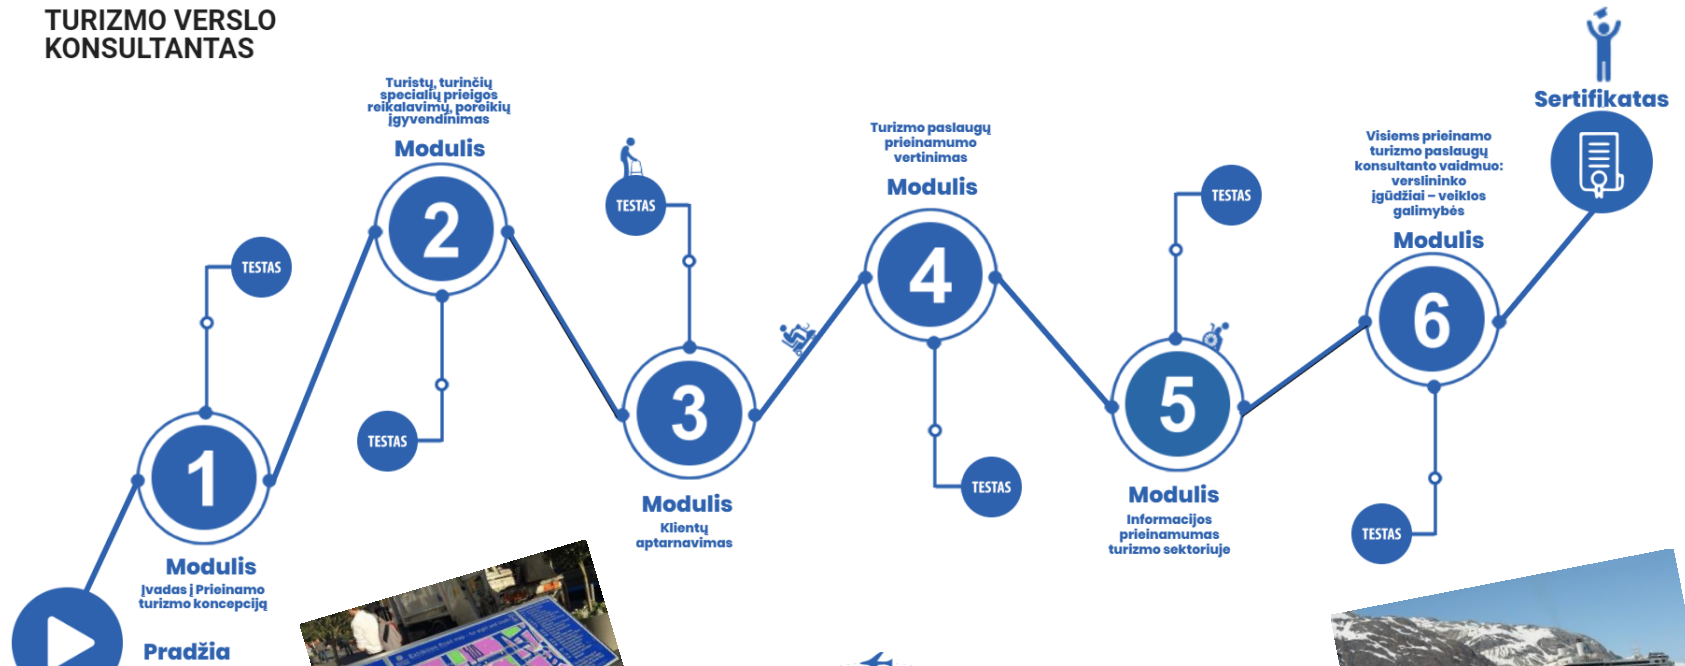 TURIZMO VERSLO
KONSULTANTAS
Pradžia
1
Modulis
Įvadas į Prieinamo
turizmo koncepciją
TESTAS
Turistų, turinčių
specialių prieigos
reikalavimų, poreikių
įgyvendinimas
Modulis
2
TESTAS
TESTAS
3
Modulis
Klientų
aptarnavimas
Turizmo paslaugų
prieinamumo
vertinimas
Modulis
4
TESTAS
TESTAS
5
Modulis
Informacijos
prieinamumas
turizmo sektoriuje
Visiems prieinamo
turizmo paslaugų
konsultanto vaidmuo:
verslininko
įgūdžiai – veiklos
galimybės
Modulis
6
TESTAS
Sertifikatas